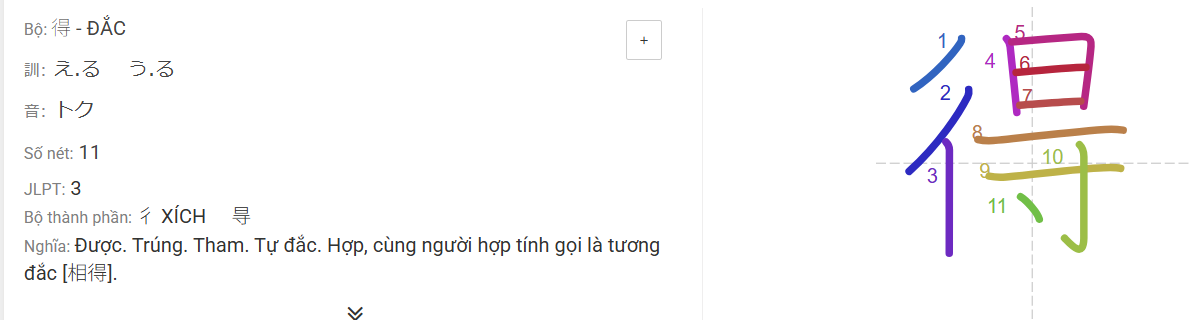 Bộ: 得 - ĐẮC
+
訓: え.る う.る
音: トク
Số nét: 11
JLPT: 3
Bộ thành phần: 彳 XÍCH 㝵
Nghĩa: Được. Trúng. Tham. Tự đắc. Hợp, cùng người hợp tính gọi là tương
đắc [相得].
得
1
2
3
4
5
6
7
8
9
10
11